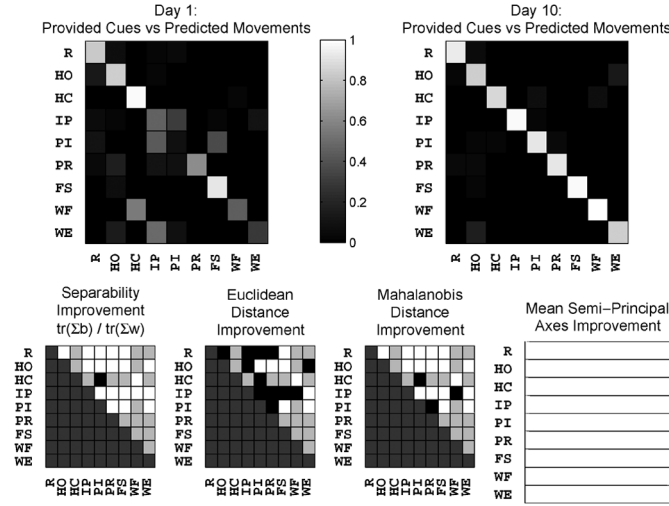 Day 1:
Provided Cues vs Predicted Movements
R
HO
HC
IP
PI
PR
FS
WF
WE
R HO HC IP PI PR FS WF WE
1
0.8
0.6
0.4
0.2
0
Day 10:
Provided Cues vs Predicted Movements
R
HO
HC
IP
PI
PR
FS
WF
WE
R HO HC IP PI PR FS WF WE
Separability
Improvement
tr(Σb) / tr(Σw)
R
HO
HC
IP
PI
PR
FS
WF
WE
R HO HC IP PI PR FS WF WE
Euclidean
Distance
Improvement
R
HO
HC
IP
PI
PR
FS
WF
WE
R HO HC IP PI PR FS WF WE
Mahalanobis
Distance
Improvement
R
HO
HC
IP
PI
PR
FS
WF
WE
R HO HC IP PI PR FS WF WE
Mean Semi–Principal
Axes Improvement
R
HO
HC
IP
PI
PR
FS
WF
WE